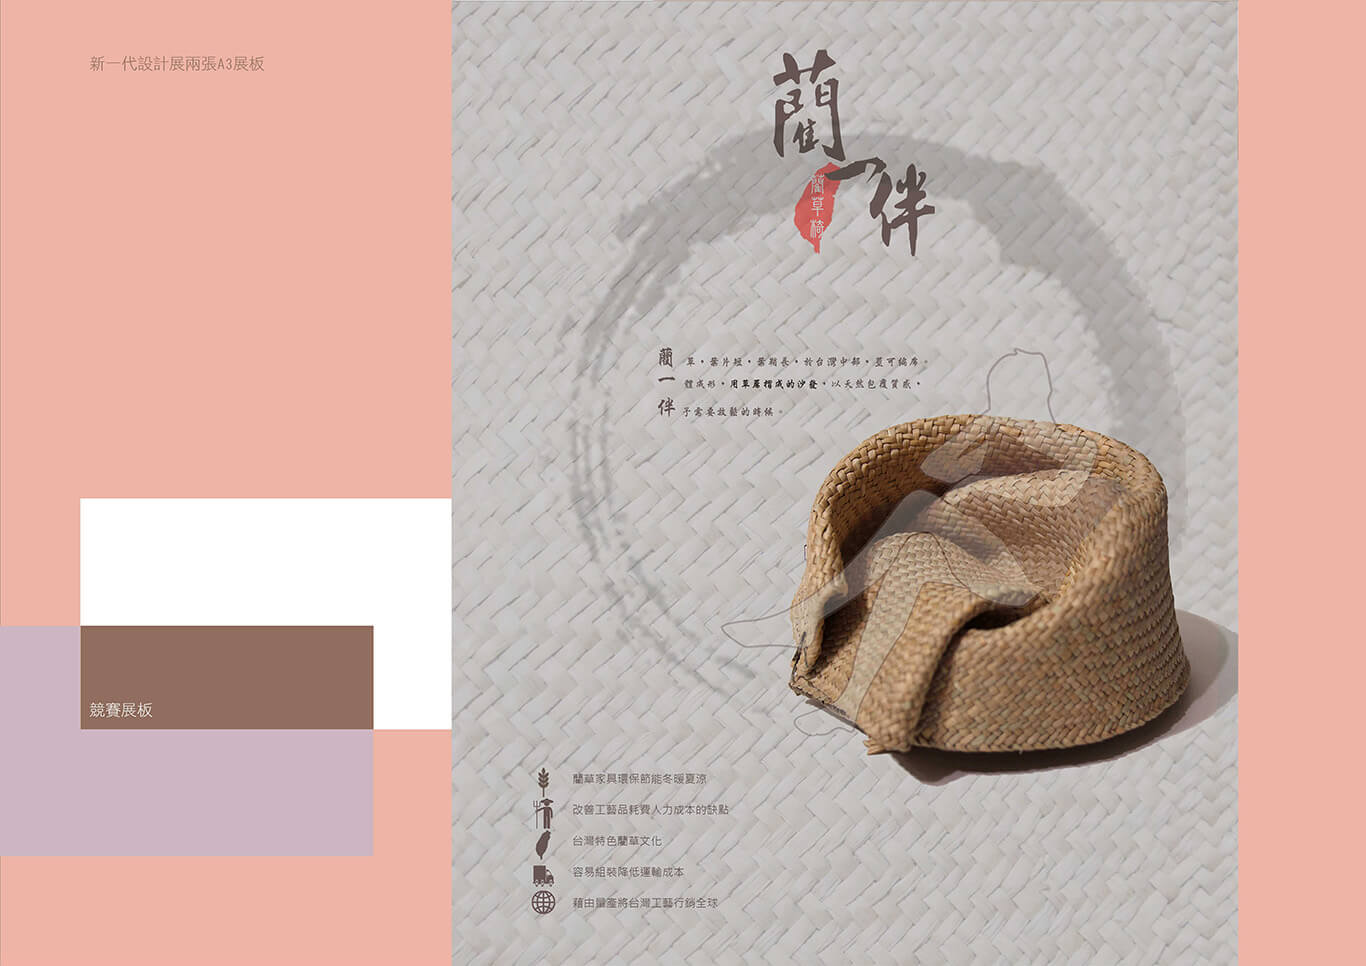 新一代設計展兩張A3展板
藺一伴
藺草椅
藺 草,葉片短,葉鞘長,於台灣中部,莖可編席。
一 體成形,用草蓆摺成的沙發,以天然包覆質感,
伴 予需要放鬆的時候。
競賽展板
藺草家具環保節能冬暖夏涼
改善工藝品耗費人力成本的缺點
台灣特色藺草文化
容易組裝降低運輸成本
藉由量產將台灣工藝行銷全球